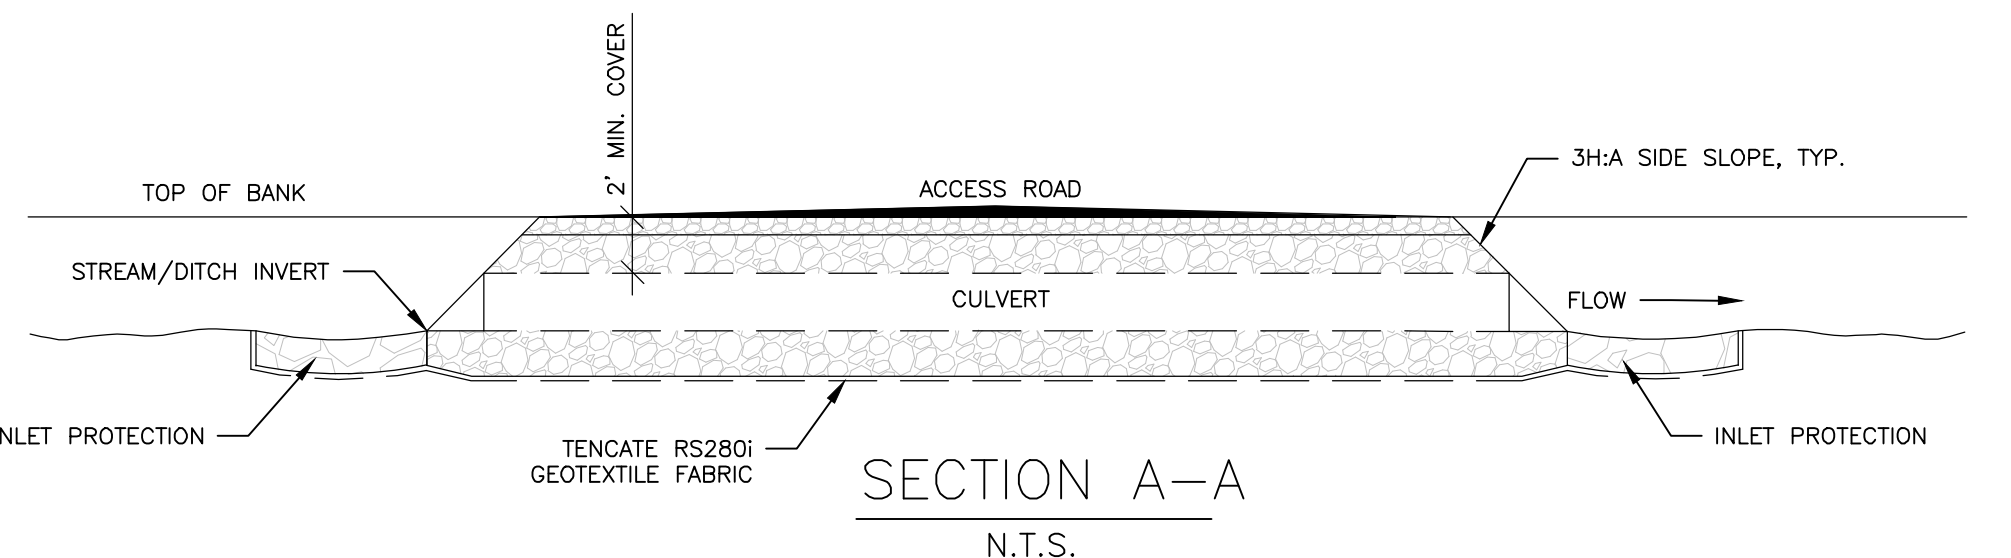 2' MIN. COVER
3H:A SIDE SLOPE, TYP.
TOP OF BANK
ACCESS ROAD
STREAM/DITCH INVERT
CULVERT
FLOW
NLET PROTECTION
INLET PROTECTION
TENCATE RS280i
GEOTEXTILE FABRIC
SECTION A-A
N.T.S.